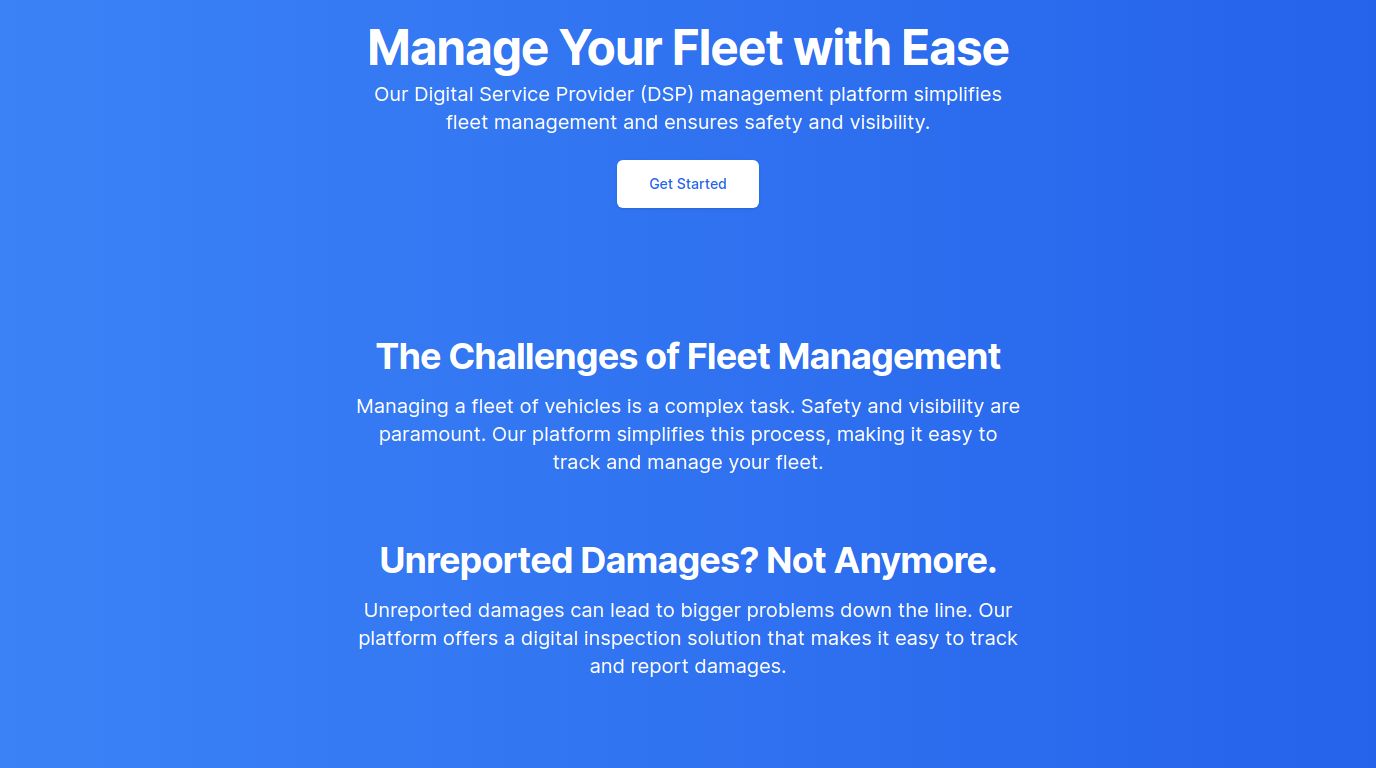 Manage Your Fleet with Ease
Our Digital Service Provider (DSP) management platform simplifies
fleet management and ensures safety and visibility.
Get Started
The Challenges of Fleet Management
Managing a fleet of vehicles is a complex task. Safety and visibility are
paramount. Our platform simplifies this process, making it easy to
track and manage your fleet.
Unreported Damages? Not Anymore.
Unreported damages can lead to bigger problems down the line. Our
platform offers a digital inspection solution that makes it easy to track
and report damages.